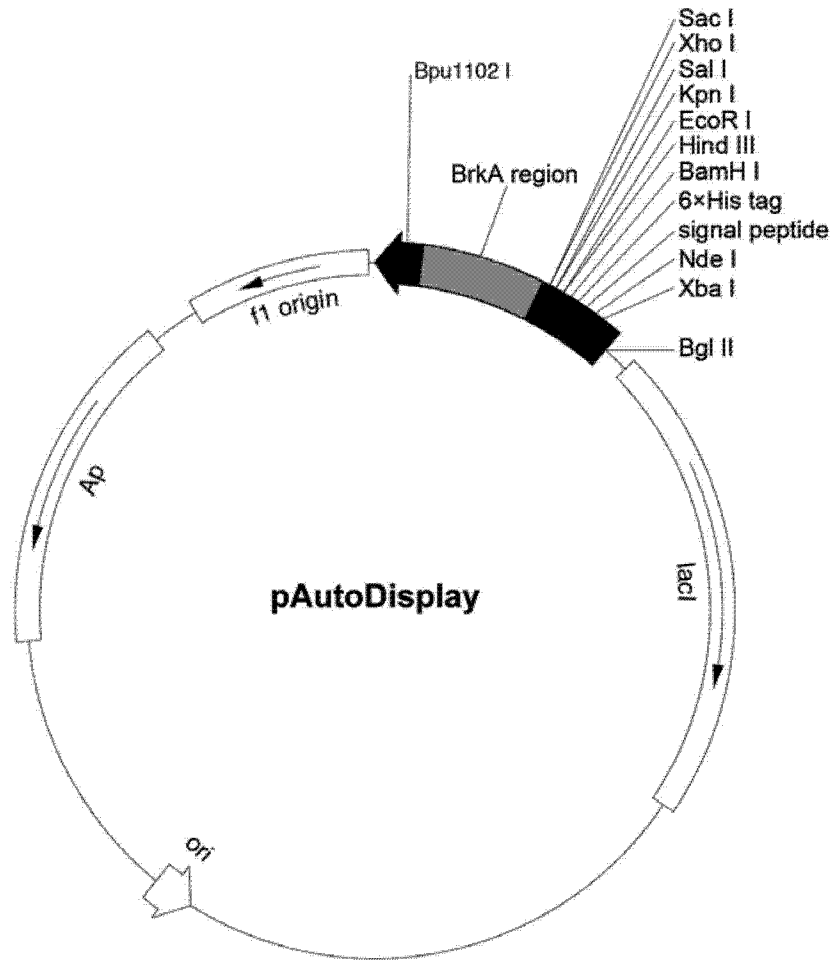 Sac I
Xho I
Sal I
Kpn I
EcoR I
Hind III
BamH I
6×His tag
signal peptide
Nde I
Xba I
Bgl II
Bpu1102 I
BrkA region
f1 origin
Ap
lacI
pAutoDisplay
ori